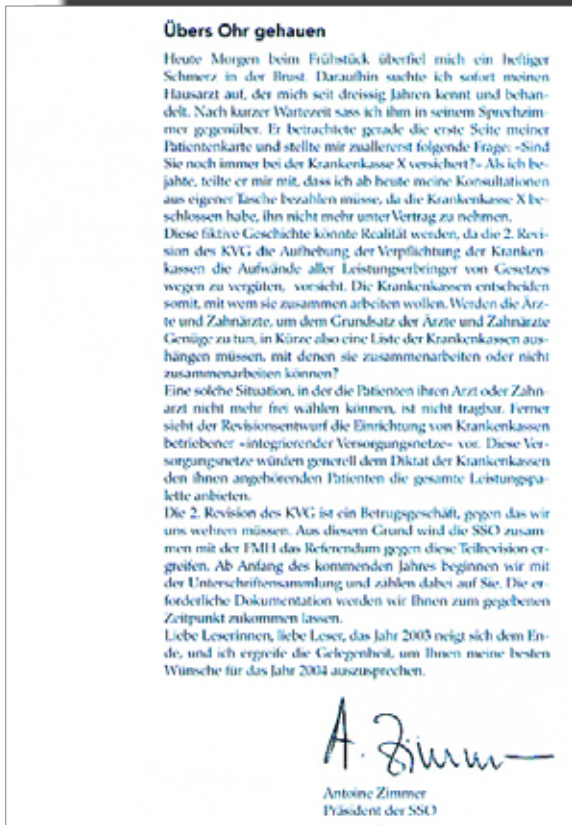 Übers Ohr gehauen
Heute Morgen beim Frühstück überfiel mich ein heftiger
Schmerz in der Brust. Daraufhin suchte ich sofort meinen
Hausarzt auf, der mich seit dreissig Jahren kennt und behan-
delt. Nach kurzer Wartezeit sass ich ihm in seinem Sprechzim-
mer gegenüber. Er betrachtete gerade die erste Seite meiner
Patientenkarte und stellte mir zuallererst folgende Frage: «Sind
Sie noch immer bei der Krankenkasse X versichert?» Als ich be-
jahte, teilte er mir mit, dass ich ab heute meine Konsultationen
aus eigener Tasche bezahlen müsse, da die Krankenkasse X be-
schlossen habe, ihn nicht mehr unter Vertrag zu nehmen.
Diese fiktive Geschichte könnte Realität werden, da die 2. Revi-
sion des KVG die Aufhebung der Verpflichtung der Kranken-
kassen die Aufwände aller Leistungserbringer von Gesetzes
wegen zu vergüten, vorsieht. Die Krankenkassen entscheiden
somit, mit wem sie zusammen arbeiten wollen. Werden die Ärz-
te und Zahnärzte, um dem Grundsatz der Ärzte und Zahnärzte
Genüge zu tun, in Kürze also eine Liste der Krankenkassen aus-
hängen müssen, mit denen sie zusammenarbeiten oder nicht
zusammenarbeiten können?
Eine solche Situation, in der die Patienten ihren Arzt oder Zahn-
arzt nicht mehr frei wählen können, ist nicht tragbar. Ferner
sieht der Revisionsentwurf die Einrichtung von Krankenkassen
betriebener «integrierender Versorgungsnetze» vor. Diese Ver-
sorgungsnetze würden generell dem Diktat der Krankenkassen
den ihnen angehörenden Patienten die gesamte Leistungspa-
lette anbieten.
Die 2. Revision des KVG ist ein Betrugsgeschäft, gegen das wir
uns wehren müssen. Aus diesem Grund wird die SSO zusam-
men mit der FMH das Referendum gegen diese Teilrevision er-
greifen. Ab Anfang des kommenden Jahres beginnen wir mit
der Unterschriftensammlung und zählen dabei auf Sie. Die er-
forderliche Dokumentation werden wir Ihnen zum gegebenen
Zeitpunkt zukommen lassen.
Liebe Leserinnen, liebe Leser, das Jahr 2003 neigt sich dem En-
de, und ich ergreife die Gelegenheit, um Ihnen meine besten
Wünsche für das Jahr 2004 auszusprechen.
A. Zimmer
Antoine Zimmer
Präsident der SSO